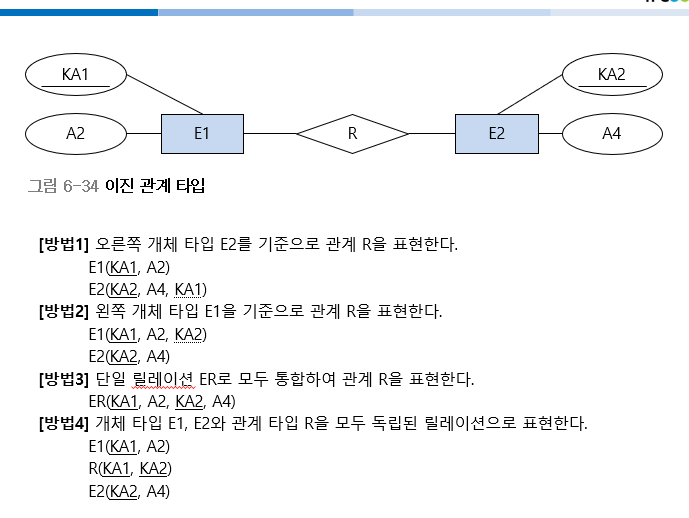 KA1
KA2
A2
E1
R
E2
A4
그림 6-34 이진 관계 타입
[방법1] 오른쪽 개체 타입 E2를 기준으로 관계 R을 표현한다.
E1(KA1, A2)
E2(KA2, A4, KA1)
[방법2] 왼쪽 개체 타입 E1을 기준으로 관계 R을 표현한다.
E1(KA1, A2, KA2)
E2(KA2, A4)
[방법3] 단일 릴레이션 ER로 모두 통합하여 관계 R을 표현한다.
ER(KA1, A2, KA2, A4)
[방법4] 개체 타입 E1, E2와 관계 타입 R을 모두 독립된 릴레이션으로 표현한다.
E1(KA1, A2)
R(KA1, KA2)
E2(KA2, A4)